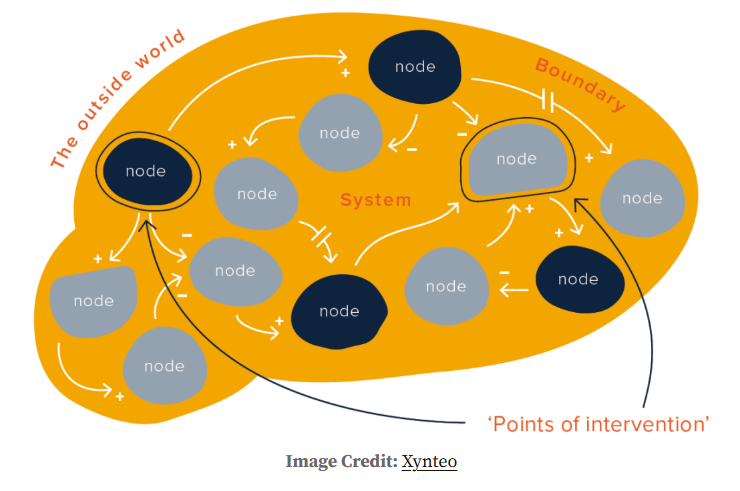 The outside world
node
+
Boundary
node
+
-
-
node
+
node
node
System
node
node
+
-
+
+
node
-
+
node
node
-
node
node
+
node
+
'Points of intervention'
Image Credit: Xynteo